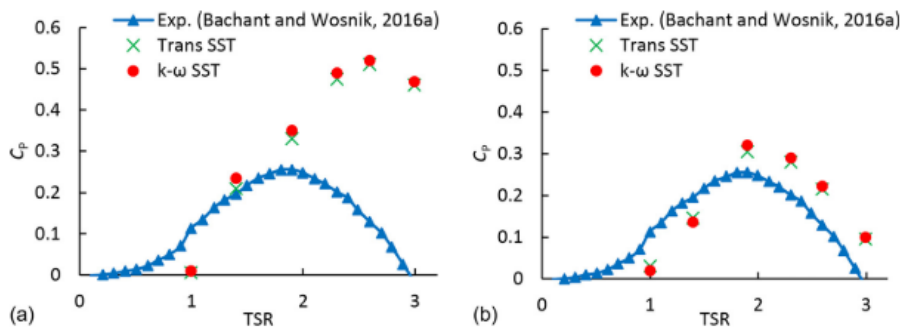 Exp. (Bachant and Wosnik, 2016a)
Trans SST
k-ω SST
0.6
0.5
0.4
0.3
0.2
0.1
0
Cₚ
0 1 2 3
TSR
(a)
Exp. (Bachant and Wosnik, 2016a)
Trans SST
k-ω SST
0.6
0.5
0.4
0.3
0.2
0.1
0
Cₚ
0 1 2 3
TSR
(b)